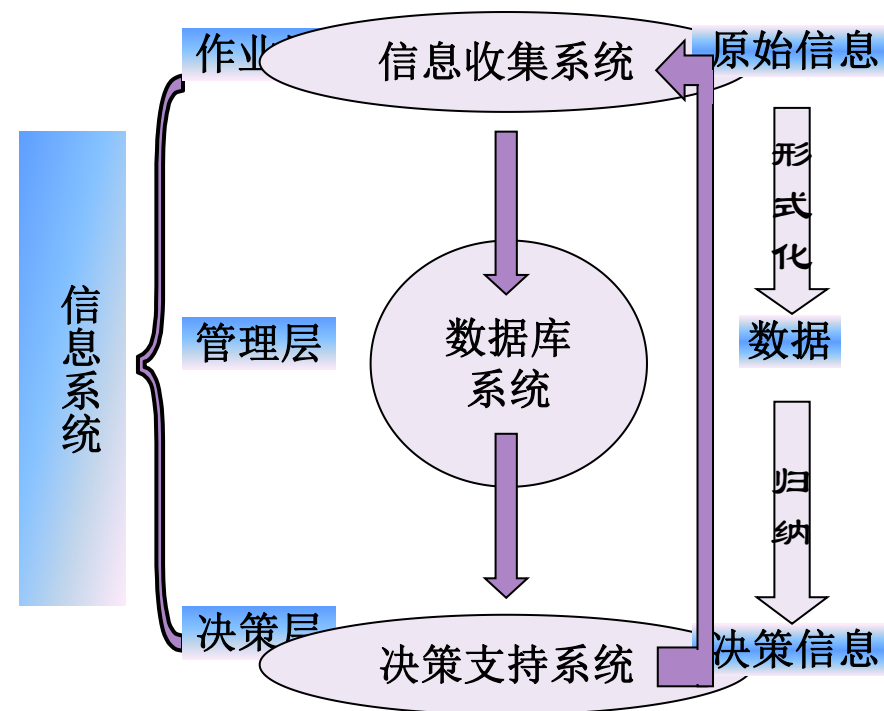 作业
信息收集系统
原始信息
形式化
信息系统
管理层
数据库
系统
数据
归纳
决策层
决策支持系统
决策信息